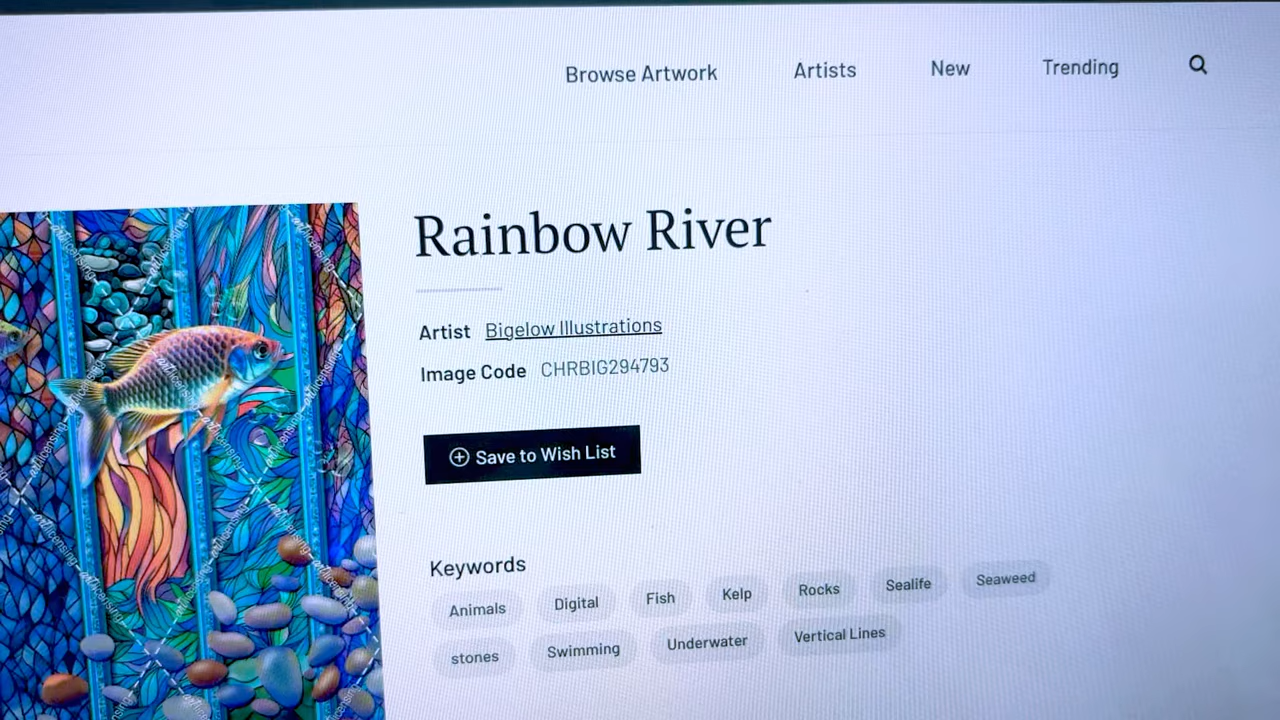 Browse Artwork Artists New Trending
Rainbow River
Artist Bigelow Illustrations
Image Code CHRBIG294793
Save to Wish List
Keywords
Animals Digital Fish Kelp Rocks Sealife Seaweed
stones Swimming Underwater Vertical Lines
artlicensing